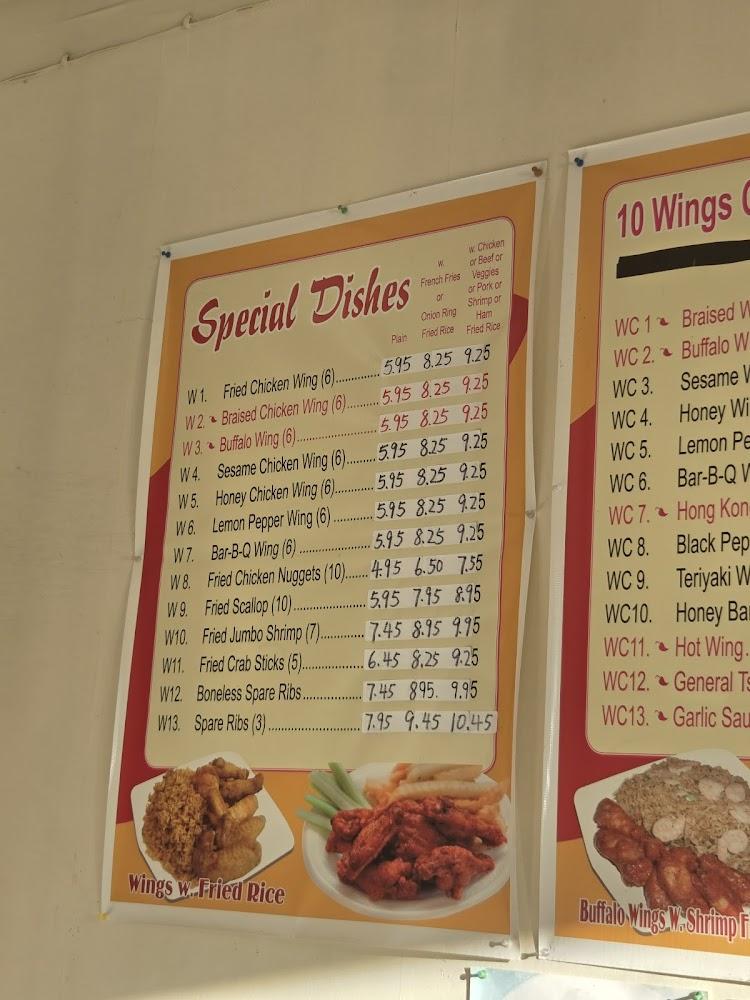 Special Dishes
Plain
w.
French Fries
or
Onion Ring
Fried Rice
w. Chicken
or Beef or
Veggies
or Pork or
Shrimp or
Ham
Fried Rice
W 1. Fried Chicken Wing (6)............. 5.95 8.25 9.25
W 2. Braised Chicken Wing (6)......... 5.95 8.25 9.25
W 3. Buffalo Wing (6)....................... 5.95 8.25 9.25
W 4. Sesame Chicken Wing (6)........ 5.95 8.25 9.25
W 5. Honey Chicken Wing (6).......... 5.95 8.25 9.25
W 6. Lemon Pepper Wing (6) ........... 5.95 8.25 9.25
W 7. Bar-B-Q Wing (6) .................... 5.95 8.25 9.25
W 8. Fried Chicken Nuggets (10)...... 4.95 6.50 7.55
W 9. Fried Scallop (10)..................... 5.95 7.95 8.95
W10. Fried Jumbo Shrimp (7)............. 7.45 8.95 9.95
W11. Fried Crab Sticks (5)................. 6.45 8.25 9.25
W12. Boneless Spare Ribs................ 7.45 895. 9.95
W13. Spare Ribs (3) ......................... 7.95 9.45 10.45
Wings w. Fried Rice
10 Wings
WC 1 Braised
WC 2. Buffalo
WC 3. Sesame
WC 4. Honey
WC 5. Lemon
WC 6. Bar-B-Q
WC 7. Hong
WC 8. Black
WC 9. Teriyaki
WC10. Honey
WC11. Hot Wing.
WC12. General
WC13. Garlic
Buffalo Wings W. Shrimp